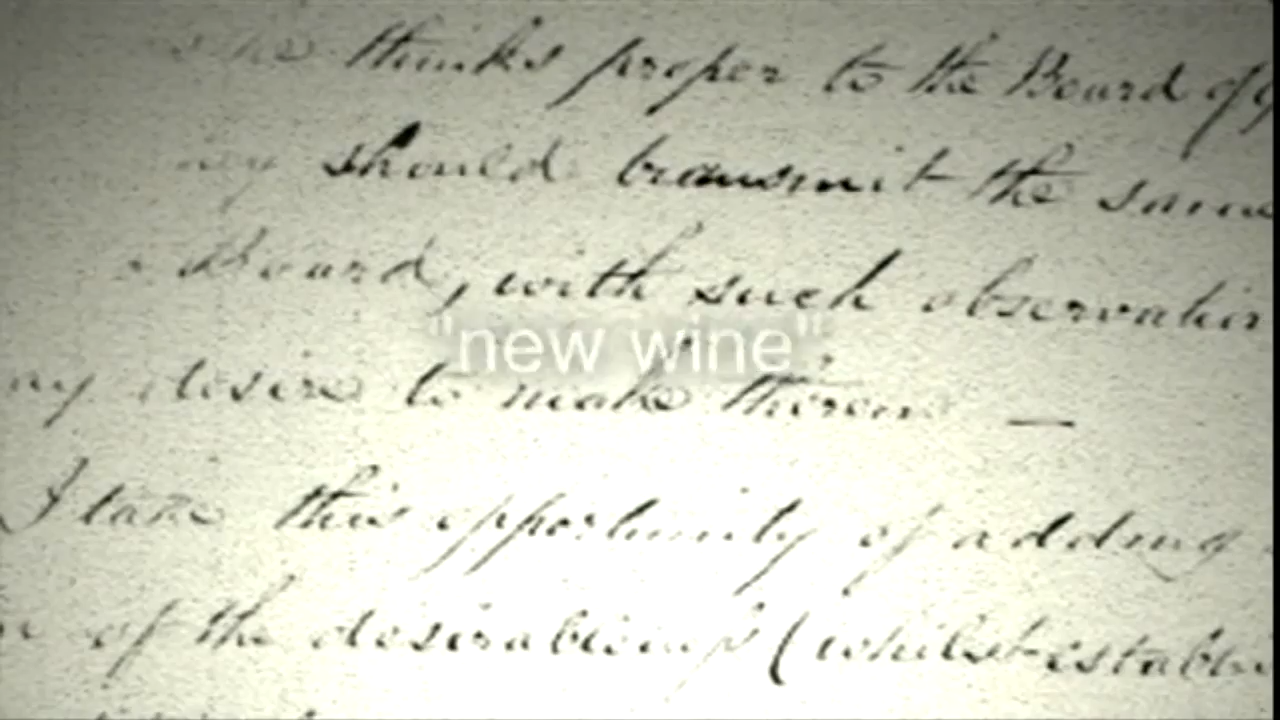 thinks proper to the Board of
should transmit the same
Board, with such observation
"new wine"
desire to make therein —
I take this opportunity of adding
of the desirableness (whilst establi